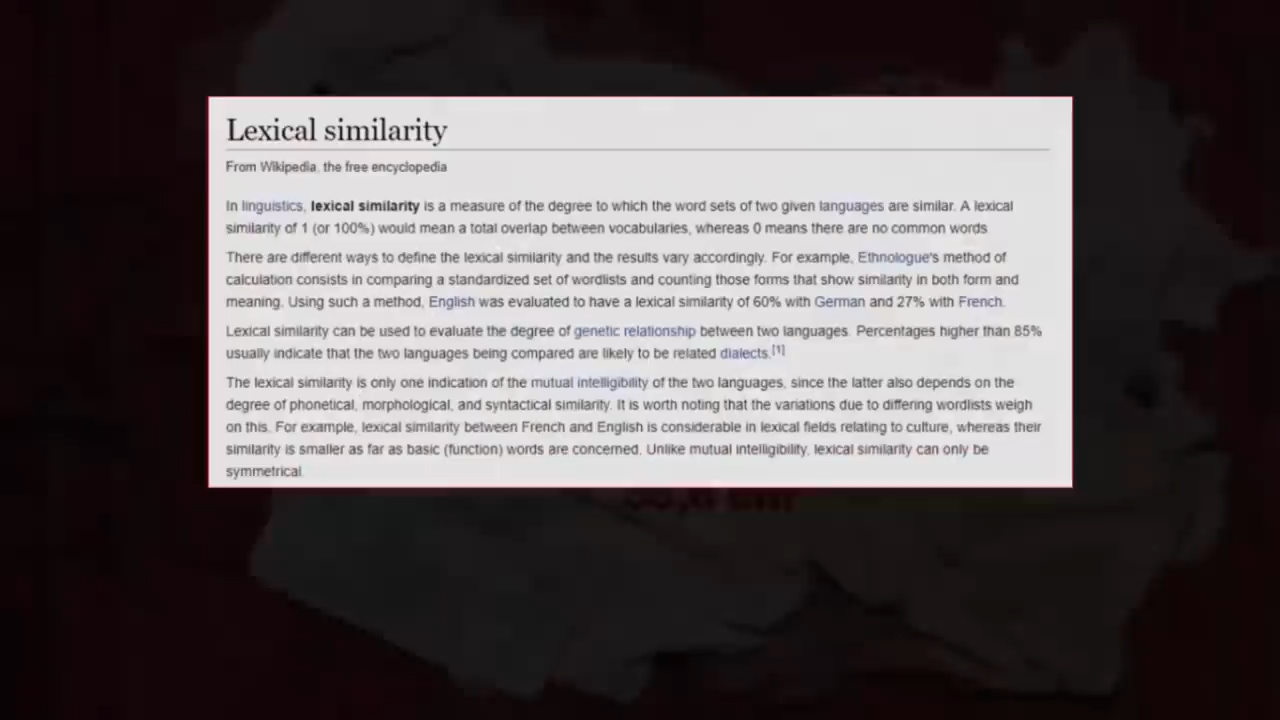 Lexical similarity
From Wikipedia, the free encyclopedia
In linguistics, lexical similarity is a measure of the degree to which the word sets of two given languages are similar. A lexical
similarity of 1 (or 100%) would mean a total overlap between vocabularies, whereas 0 means there are no common words
There are different ways to define the lexical similarity and the results vary accordingly. For example, Ethnologue's method of
calculation consists in comparing a standardized set of wordlists and counting those forms that show similarity in both form and
meaning. Using such a method, English was evaluated to have a lexical similarity of 60% with German and 27% with French.
Lexical similarity can be used to evaluate the degree of genetic relationship between two languages. Percentages higher than 85%
usually indicate that the two languages being compared are likely to be related dialects.[1]
The lexical similarity is only one indication of the mutual intelligibility of the two languages, since the latter also depends on the
degree of phonetical, morphological, and syntactical similarity. It is worth noting that the variations due to differing wordlists weigh
on this. For example, lexical similarity between French and English is considerable in lexical fields relating to culture, whereas their
similarity is smaller as far as basic (function) words are concerned. Unlike mutual intelligibility, lexical similarity can only be
symmetrical.